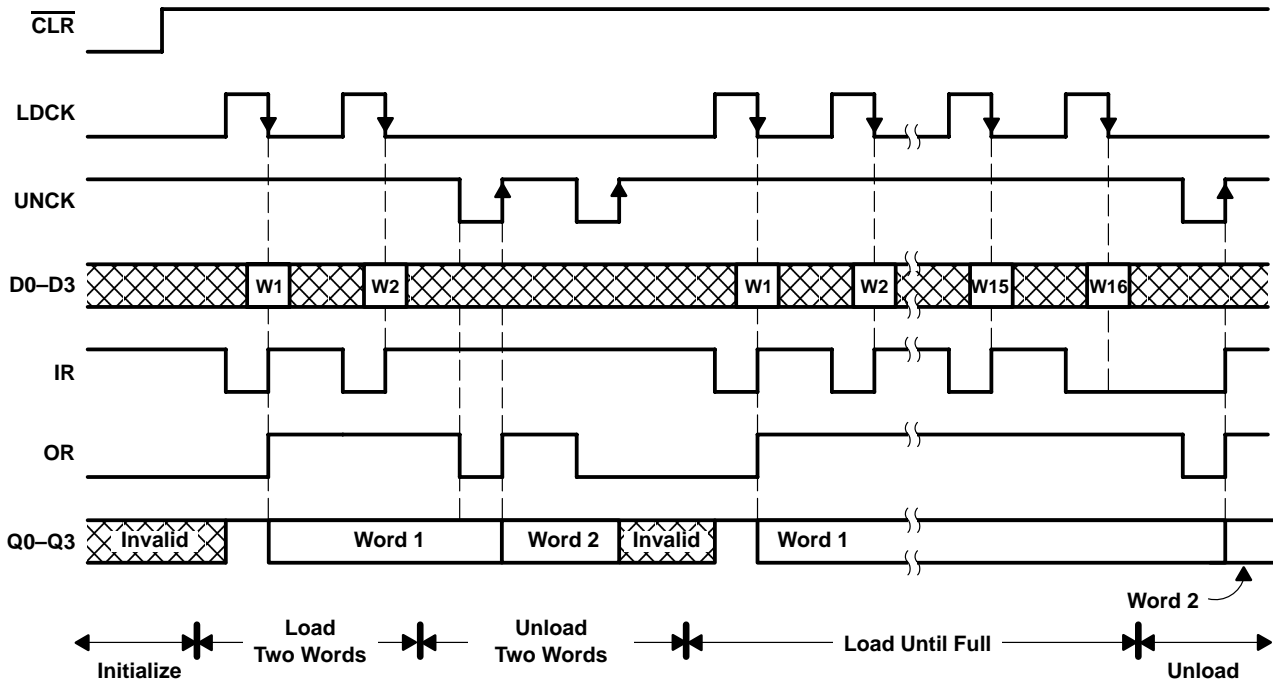 CLR
LDCK
UNCK
D0–D3 W1 W2 W1 W2 W15 W16
IR
OR
Q0–Q3 Invalid Word 1 Word 2 Invalid Word 1
Word 2
Initialize
Load
Two Words
Unload
Two Words
Load Until Full
Unload